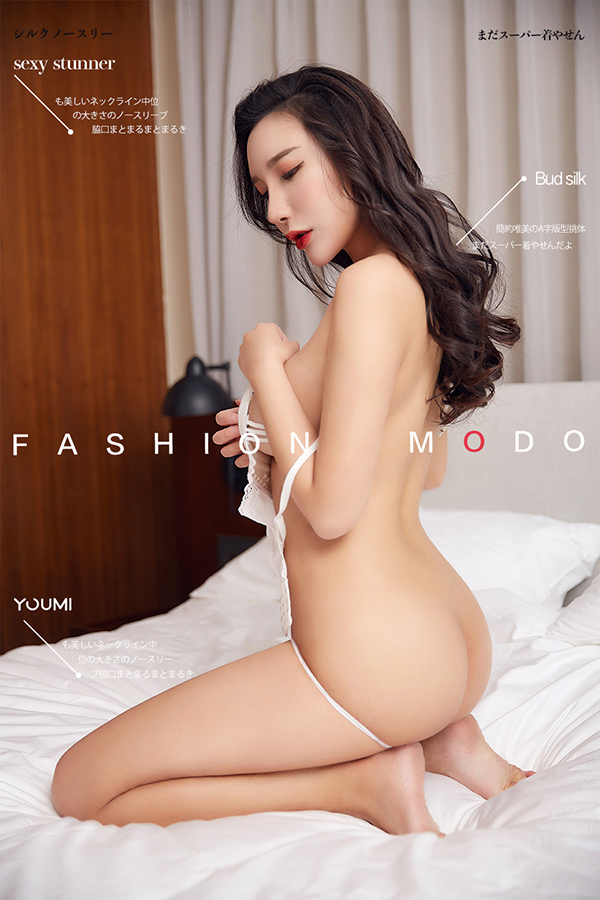 シルクノースリー
まだスーパー着やせん
sexy stunner
も美しいネックライン中位
の大きさのノースリーブ
脇口まとまるまとまるき
Bud silk
簡約唯美のA字版型挑体
まだスーパー着やせんだよ
FASHION MODO
YOUMI
も美しいネックライン中
位の大きさのノースリー
ブ脇口まとまるまとまるき